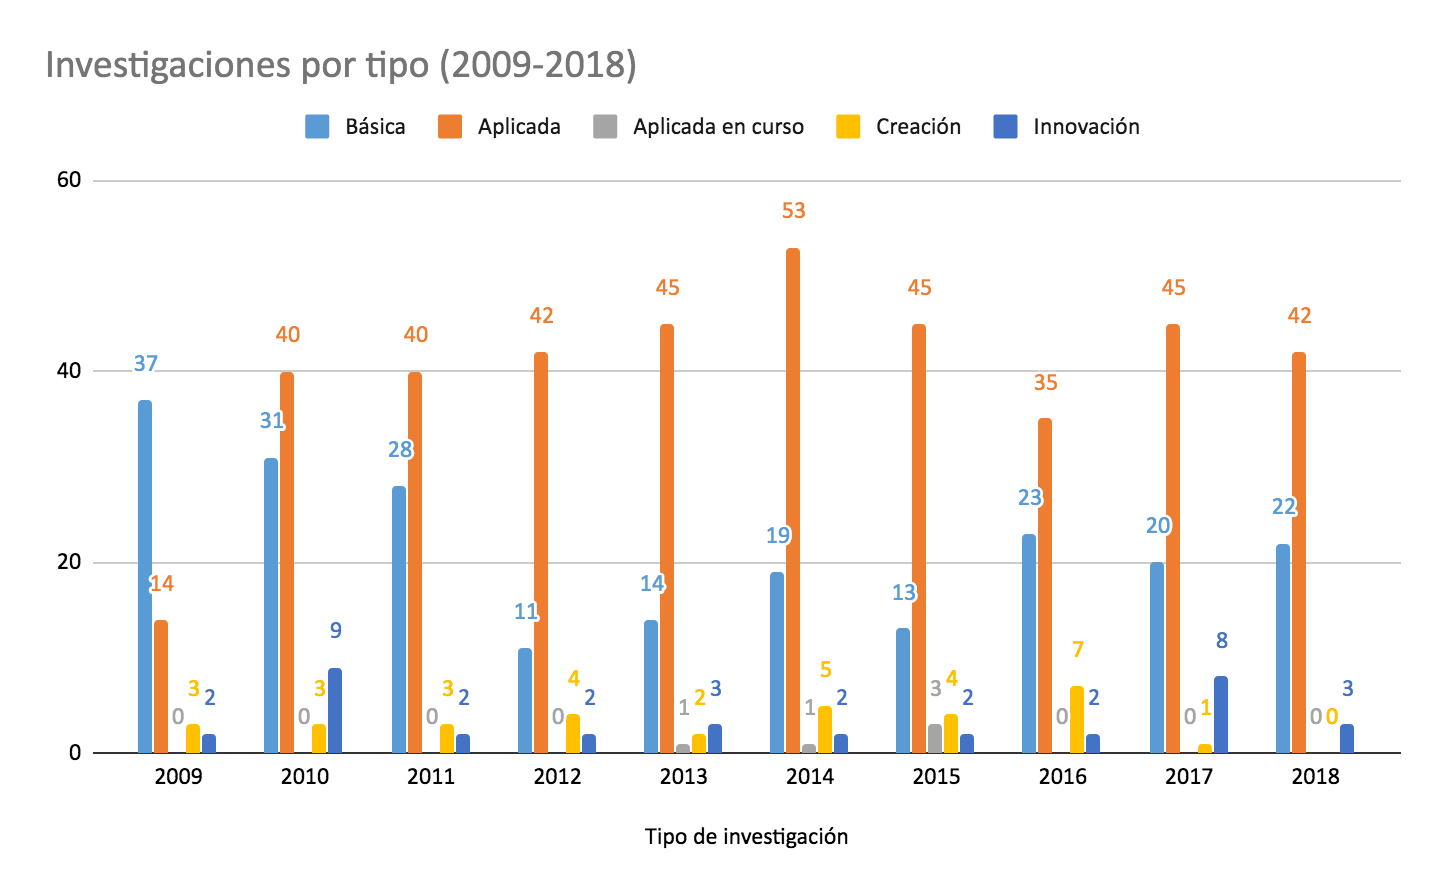 Investigaciones por tipo (2009-2018)
Básica Aplicada Aplicada en curso Creación Innovación
60
40
20
0
37 14 0 3 2
31 40 0 3 9
28 40 0 3 2
11 42 0 4 2
14 45 1 2 3
19 53 1 5 2
13 45 3 4 2
23 35 0 7 2
20 45 0 1 8
22 42 0 0 3
2009 2010 2011 2012 2013 2014 2015 2016 2017 2018
Tipo de investigación